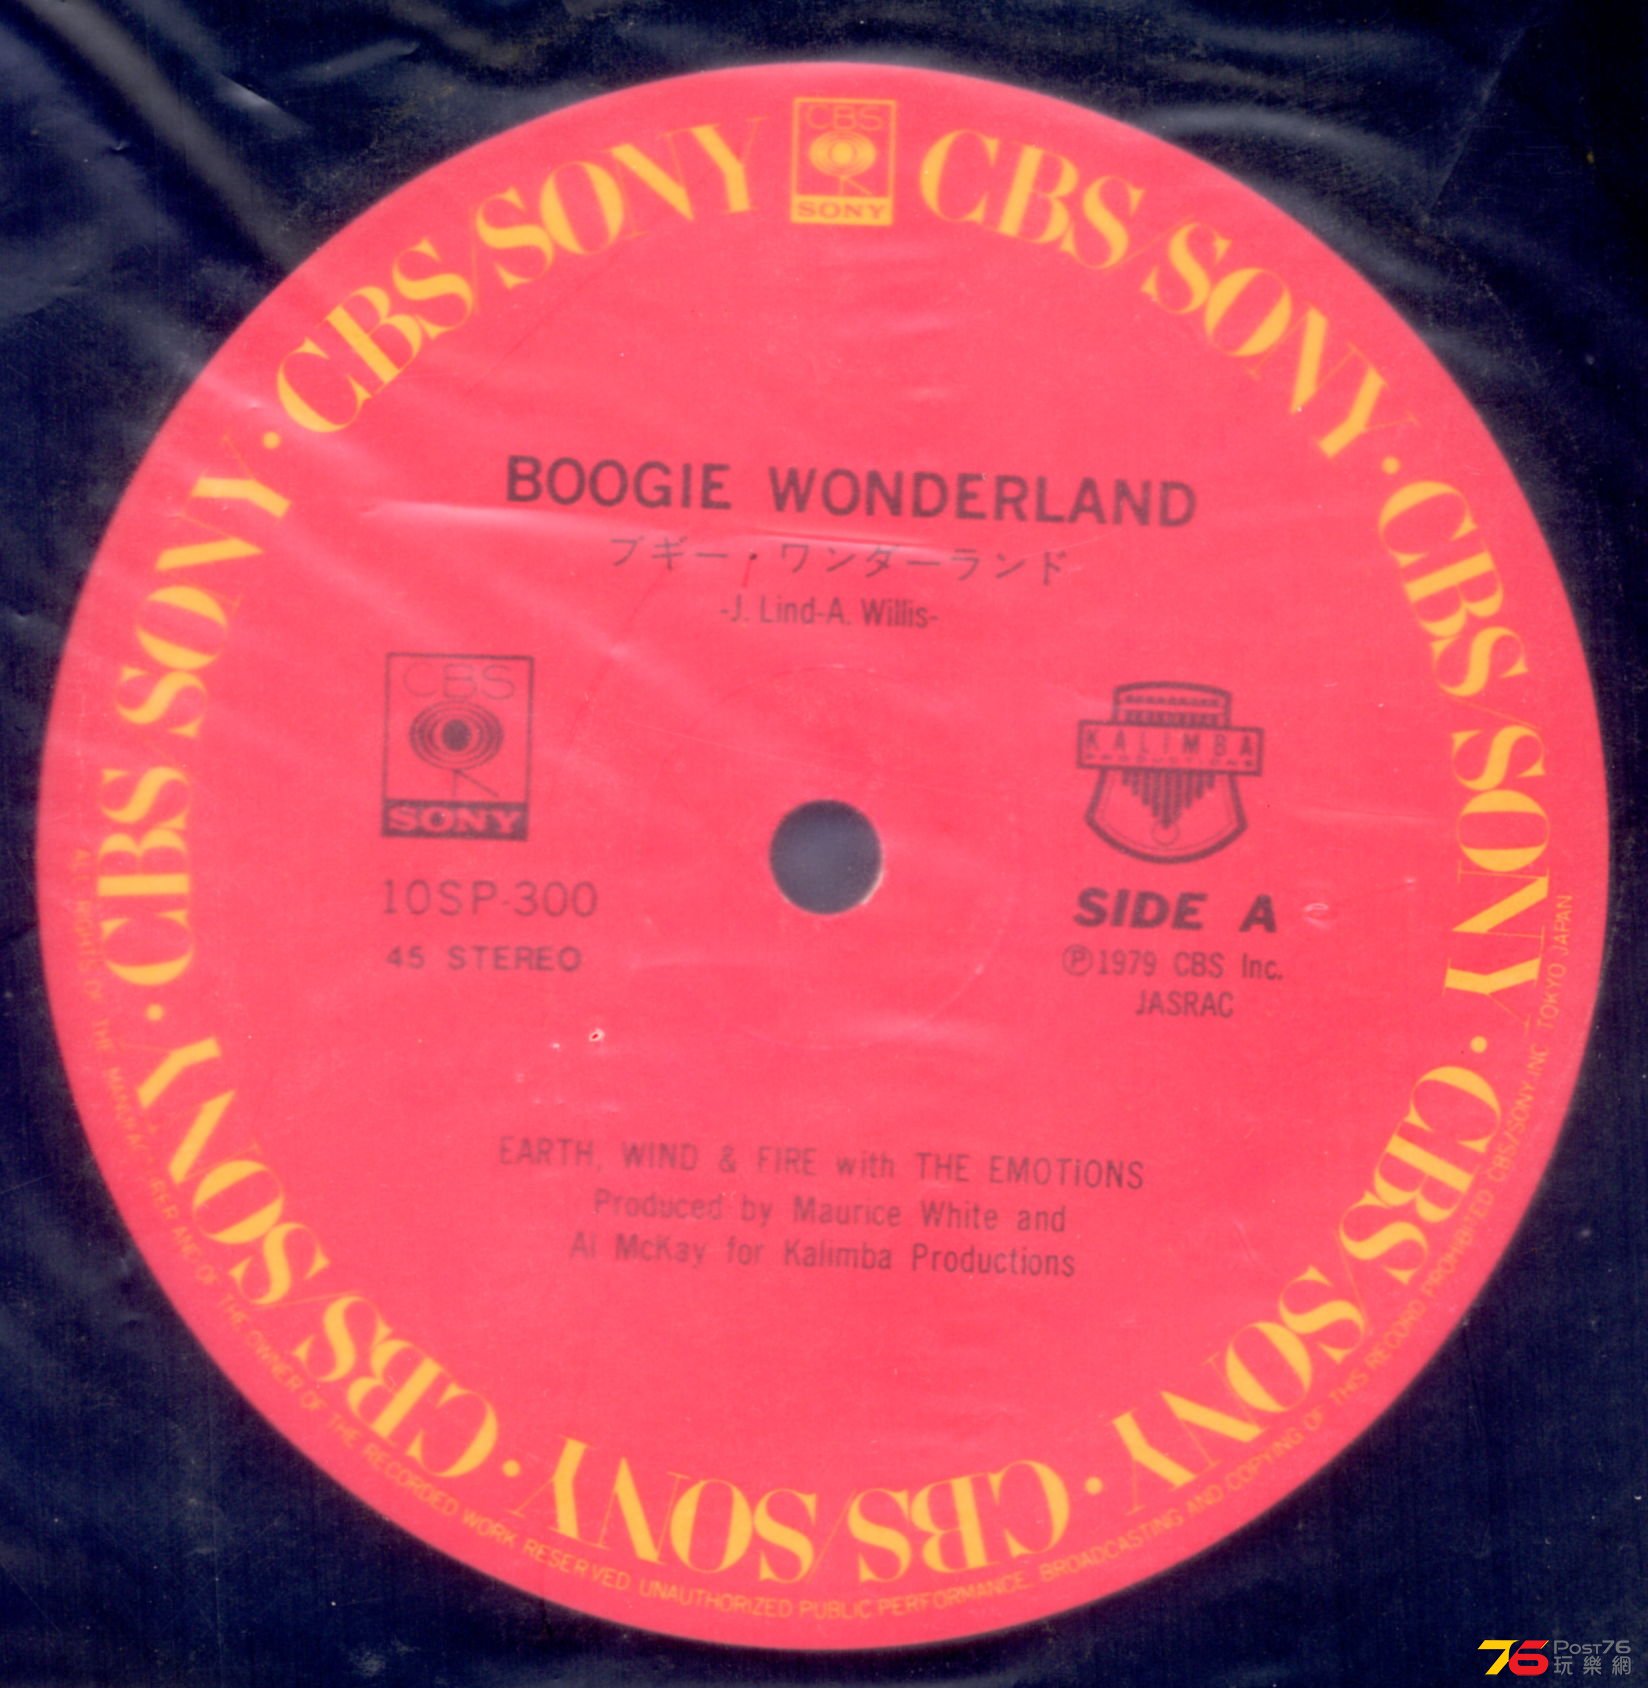 CBS
SONY
CBS/SONY · CBS/SONY · CBS/SONY · CBS/SONY · CBS/SONY · CBS/SONY · CBS/SONY
BOOGIE WONDERLAND
ブギー・ワンダーランド
-J. Lind-A. Willis-
CBS
SONY
KALIMBA
PRODUCTIONS
10SP-300
45 STEREO
SIDE A
Ⓟ1979 CBS Inc.
JASRAC
EARTH, WIND & FIRE with THE EMOTIONS
Produced by Maurice White and
Al McKay for Kalimba Productions
ALL RIGHTS OF THE MANUFACTURER AND OF THE OWNER OF THE RECORDED WORK RESERVED. UNAUTHORIZED PUBLIC PERFORMANCE. BROADCASTING AND COPYING OF THIS RECORD PROHIBITED. CBS/SONY INC. TOKYO JAPAN
76 POST76
玩樂網